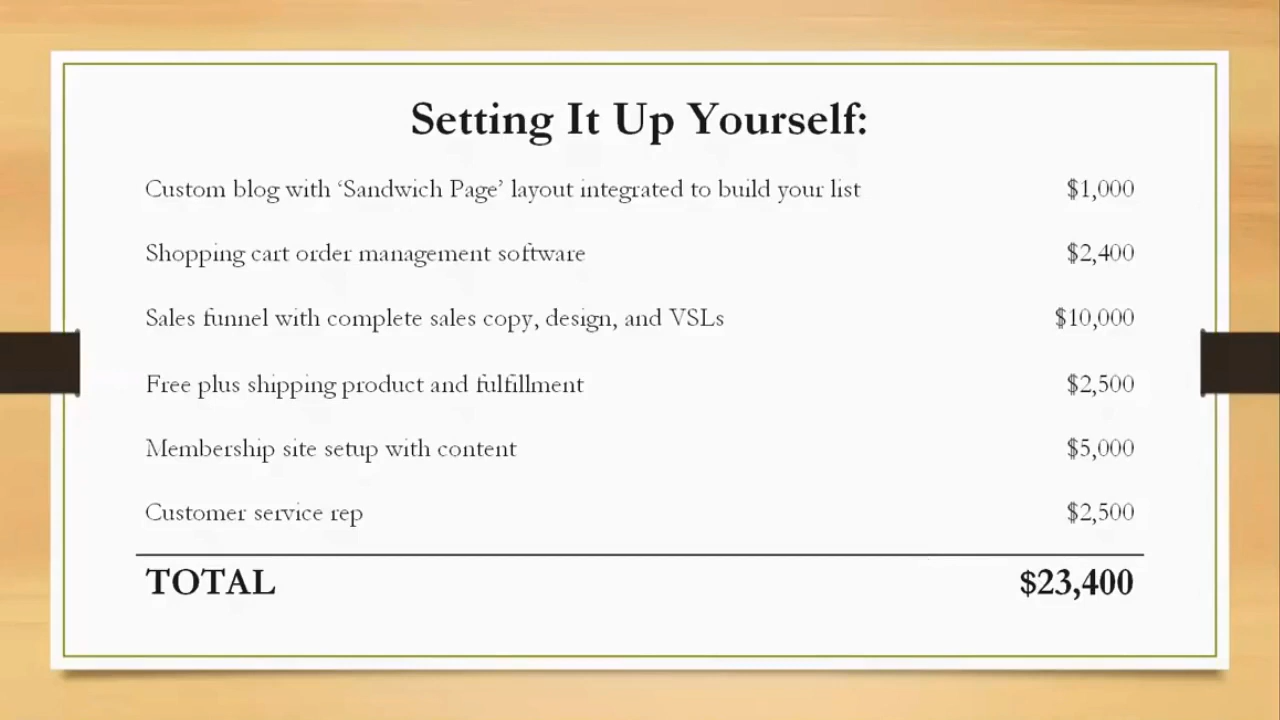 Setting It Up Yourself:
Custom blog with ‘Sandwich Page’ layout integrated to build your list $1,000
Shopping cart order management software $2,400
Sales funnel with complete sales copy, design, and VSLs $10,000
Free plus shipping product and fulfillment $2,500
Membership site setup with content $5,000
Customer service rep $2,500
TOTAL $23,400